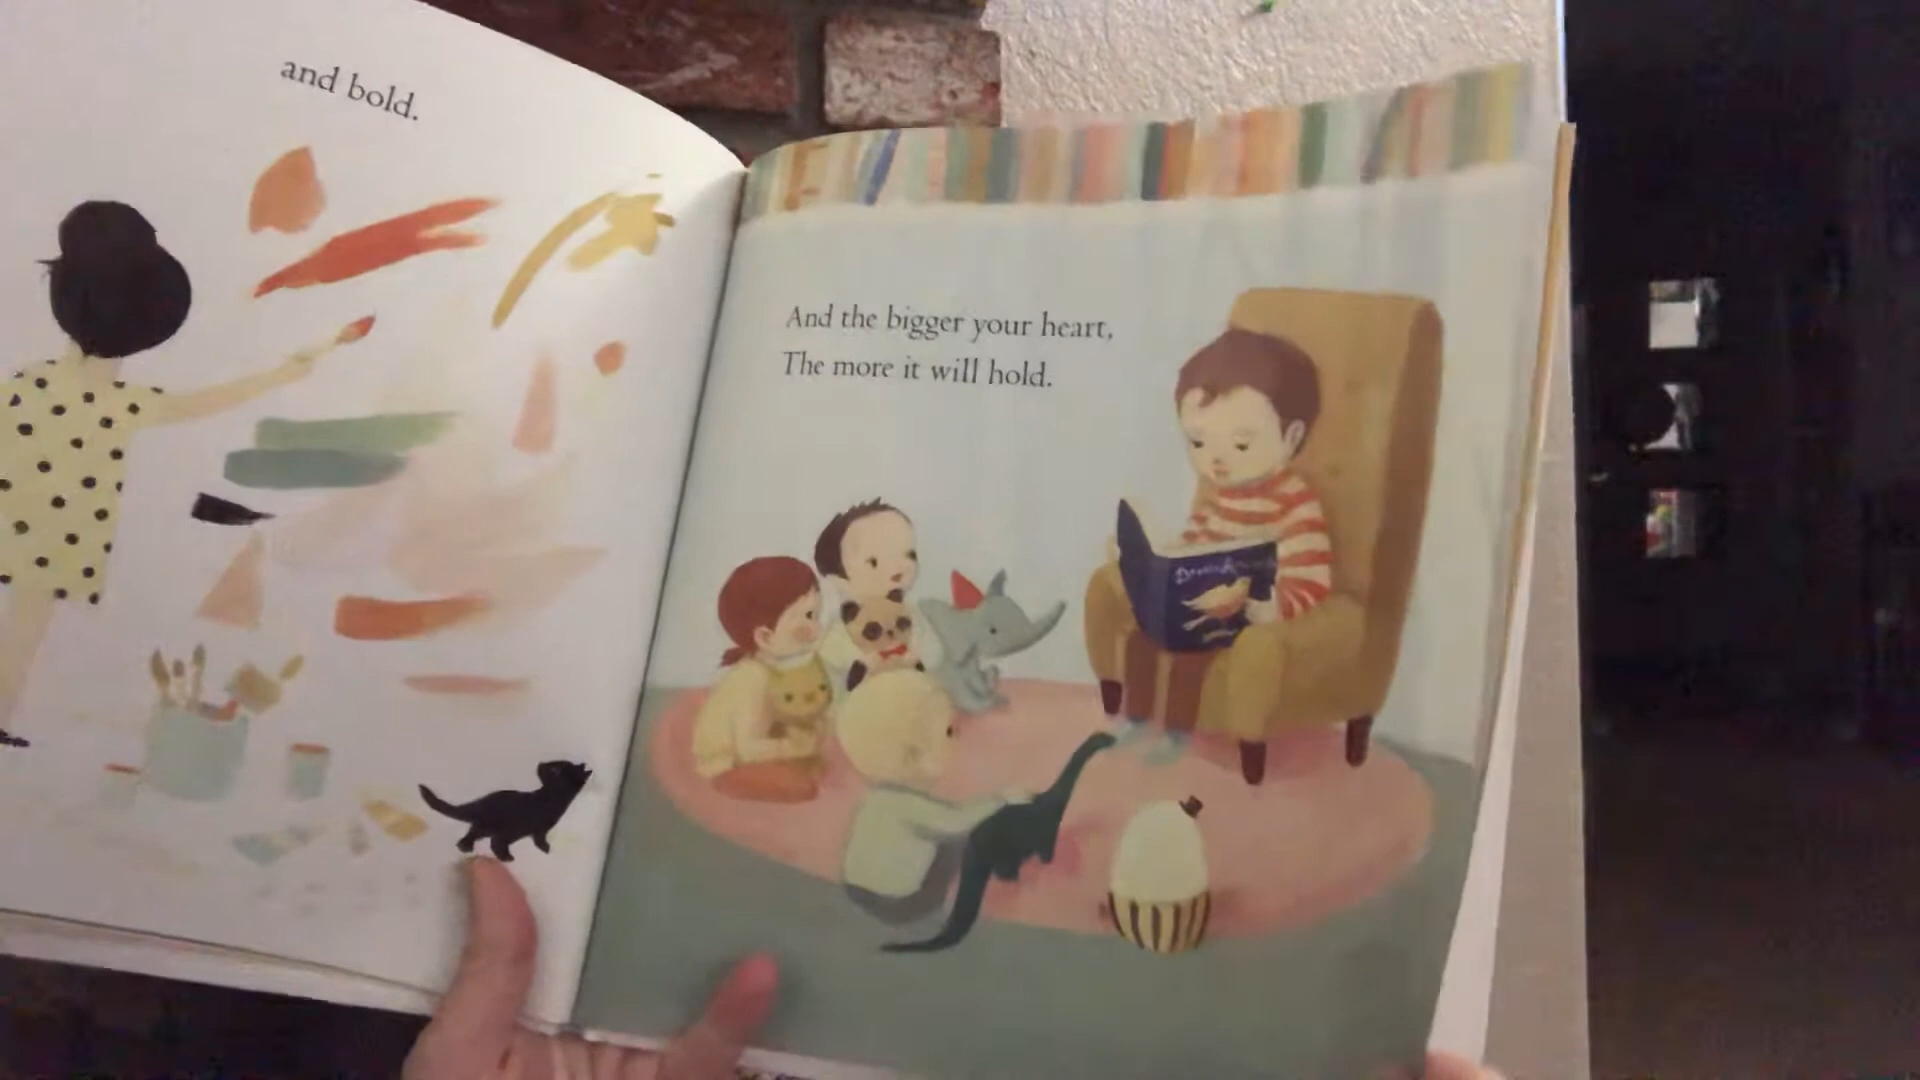 and bold.
And the bigger your heart,
The more it will hold.